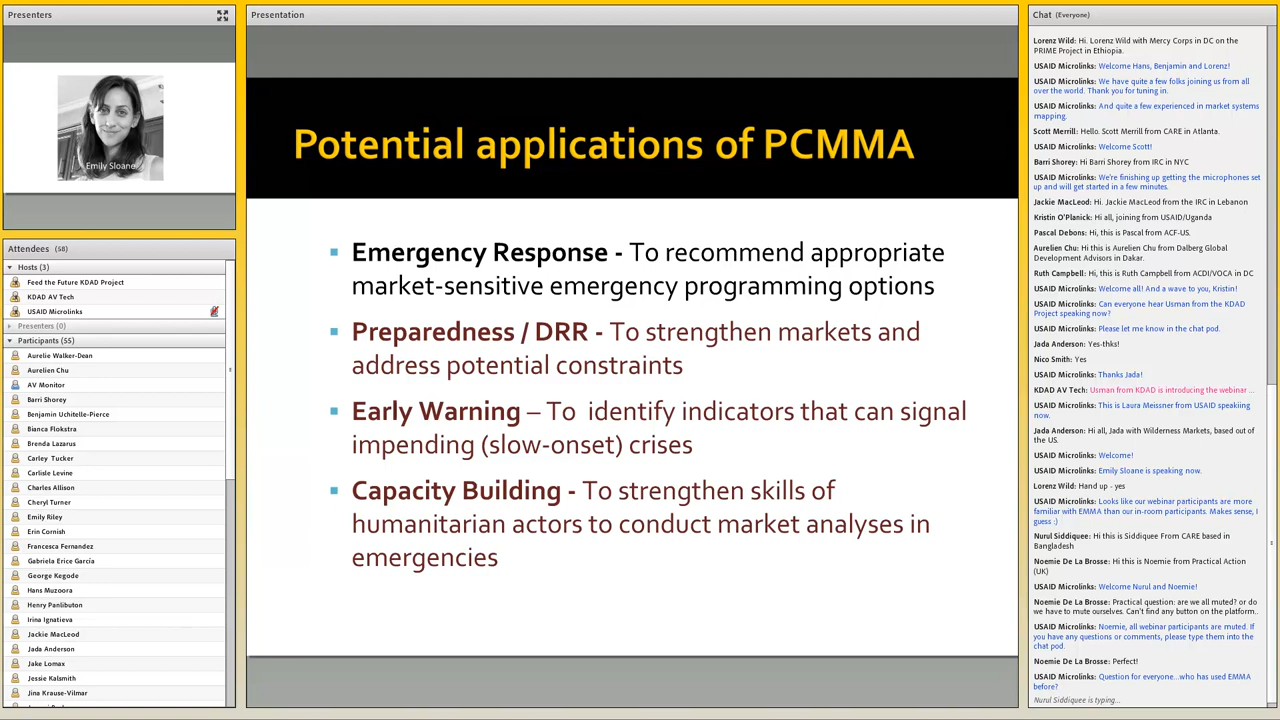 Presenters
Emily Sloane
Attendees (58)
Hosts (3)
Feed the Future KDAD Project
KDAD AV Tech
USAID Microlinks
Presenters (0)
Participants (55)
Aurelie Walker-Dean
Aurelien Chu
AV Monitor
Barri Shorey
Benjamin Uchitelle-Pierce
Bianca Flokstra
Brenda Lazarus
Carley Tucker
Carlisle Levine
Charles Allison
Cheryl Turner
Emily Riley
Erin Cornish
Francesca Fernandez
Gabriela Erice García
George Kegode
Hans Muzoora
Henry Panlibuton
Irina Ignatieva
Jackie MacLeod
Jada Anderson
Jake Lomax
Jessie Kalsmith
Jina Krause-Vilmar
Presentation
Potential applications of PCMMA
Emergency Response - To recommend appropriate
market-sensitive emergency programming options
Preparedness / DRR - To strengthen markets and
address potential constraints
Early Warning – To identify indicators that can signal
impending (slow-onset) crises
Capacity Building - To strengthen skills of
humanitarian actors to conduct market analyses in
emergencies
Chat (Everyone)
Lorenz Wild: Hi. Lorenz Wild with Mercy Corps in DC on the
PRIME Project in Ethiopia.
USAID Microlinks: Welcome Hans, Benjamin and Lorenz!
USAID Microlinks: We have quite a few folks joining us from all
over the world. Thank you for tuning in.
USAID Microlinks: And quite a few experienced in market systems
mapping.
Scott Merrill: Hello. Scott Merrill from CARE in Atlanta.
USAID Microlinks: Welcome Scott!
Barri Shorey: Hi Barri Shorey from IRC in NYC
USAID Microlinks: We're finishing up getting the microphones set
up and will get started in a few minutes.
Jackie MacLeod: Hi. Jackie MacLeod from the IRC in Lebanon
Kristin O'Planick: Hi all, joining from USAID/Uganda
Pascal Debons: Hi, this is Pascal from ACF-US.
Aurelien Chu: Hi this is Aurelien Chu from Dalberg Global
Development Advisors in Dakar.
Ruth Campbell: Hi, this is Ruth Campbell from ACDI/VOCA in DC
USAID Microlinks: Welcome all! And a wave to you, Kristin!
USAID Microlinks: Can everyone hear Usman from the KDAD
Project speaking now?
USAID Microlinks: Please let me know in the chat pod.
Jada Anderson: Yes-thks!
Nico Smith: Yes
USAID Microlinks: Thanks Jada!
KDAD AV Tech: Usman from KDAD is introducing the webinar ...
USAID Microlinks: This is Laura Meissner from USAID speakiing
now.
Jada Anderson: Hi all, Jada with Wilderness Markets, based out of
the US.
USAID Microlinks: Welcome!
USAID Microlinks: Emily Sloane is speaking now.
Lorenz Wild: Hand up - yes
USAID Microlinks: Looks like our webinar participants are more
familiar with EMMA than our in-room participants. Makes sense, I
guess :)
Nurul Siddiquee: Hi this is Siddiquee From CARE based in
Bangladesh
Noemie De La Brosse: Hi this is Noemie from Practical Action
(UK)
USAID Microlinks: Welcome Nurul and Noemie!
Noemie De La Brosse: Practical question: are we all muted? or do
we have to mute ourselves. Can't find any button on the platform..
USAID Microlinks: Noemie, all webinar participants are muted. If
you have any questions or comments, please type them into the
chat pod.
Noemie De La Brosse: Perfect!
USAID Microlinks: Question for everyone...who has used EMMA
before?
Nurul Siddiquee is typing...